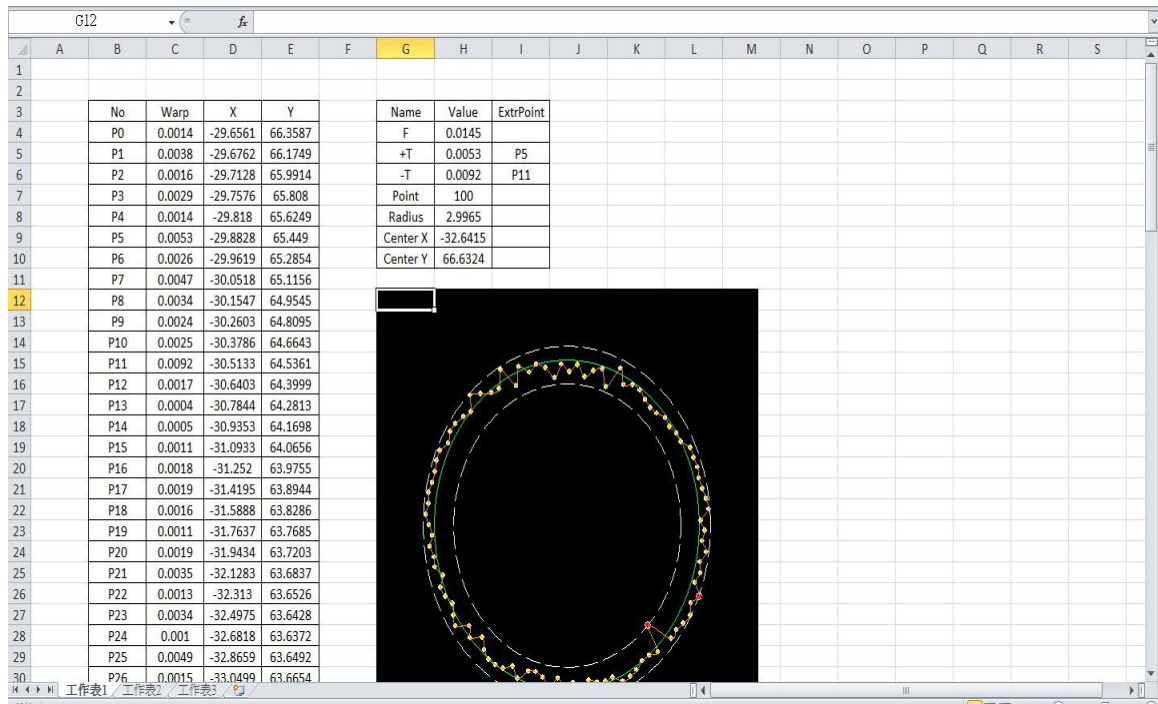 G12 fx
A B C D E F G H I J K L M N O P Q R S
1
2
3 No Warp X Y Name Value ExtrPoint
4 P0 0.0014 -29.6561 66.3587 F 0.0145
5 P1 0.0038 -29.6762 66.1749 +T 0.0053 P5
6 P2 0.0016 -29.7128 65.9914 -T 0.0092 P11
7 P3 0.0029 -29.7576 65.808 Point 100
8 P4 0.0014 -29.818 65.6249 Radius 2.9965
9 P5 0.0053 -29.8828 65.449 Center X -32.6415
10 P6 0.0026 -29.9619 65.2854 Center Y 66.6324
11 P7 0.0047 -30.0518 65.1156
12 P8 0.0034 -30.1547 64.9545
13 P9 0.0024 -30.2603 64.8095
14 P10 0.0025 -30.3786 64.6643
15 P11 0.0092 -30.5133 64.5361
16 P12 0.0017 -30.6403 64.3999
17 P13 0.0004 -30.7844 64.2813
18 P14 0.0005 -30.9353 64.1698
19 P15 0.0011 -31.0933 64.0656
20 P16 0.0018 -31.252 63.9755
21 P17 0.0019 -31.4195 63.8944
22 P18 0.0016 -31.5888 63.8286
23 P19 0.0011 -31.7637 63.7685
24 P20 0.0019 -31.9434 63.7203
25 P21 0.0035 -32.1283 63.6837
26 P22 0.0013 -32.313 63.6526
27 P23 0.0034 -32.4975 63.6428
28 P24 0.001 -32.6818 63.6372
29 P25 0.0049 -32.8659 63.6492
30 P26 0.0015 -33.0499 63.6654
工作表1 工作表2 工作表3